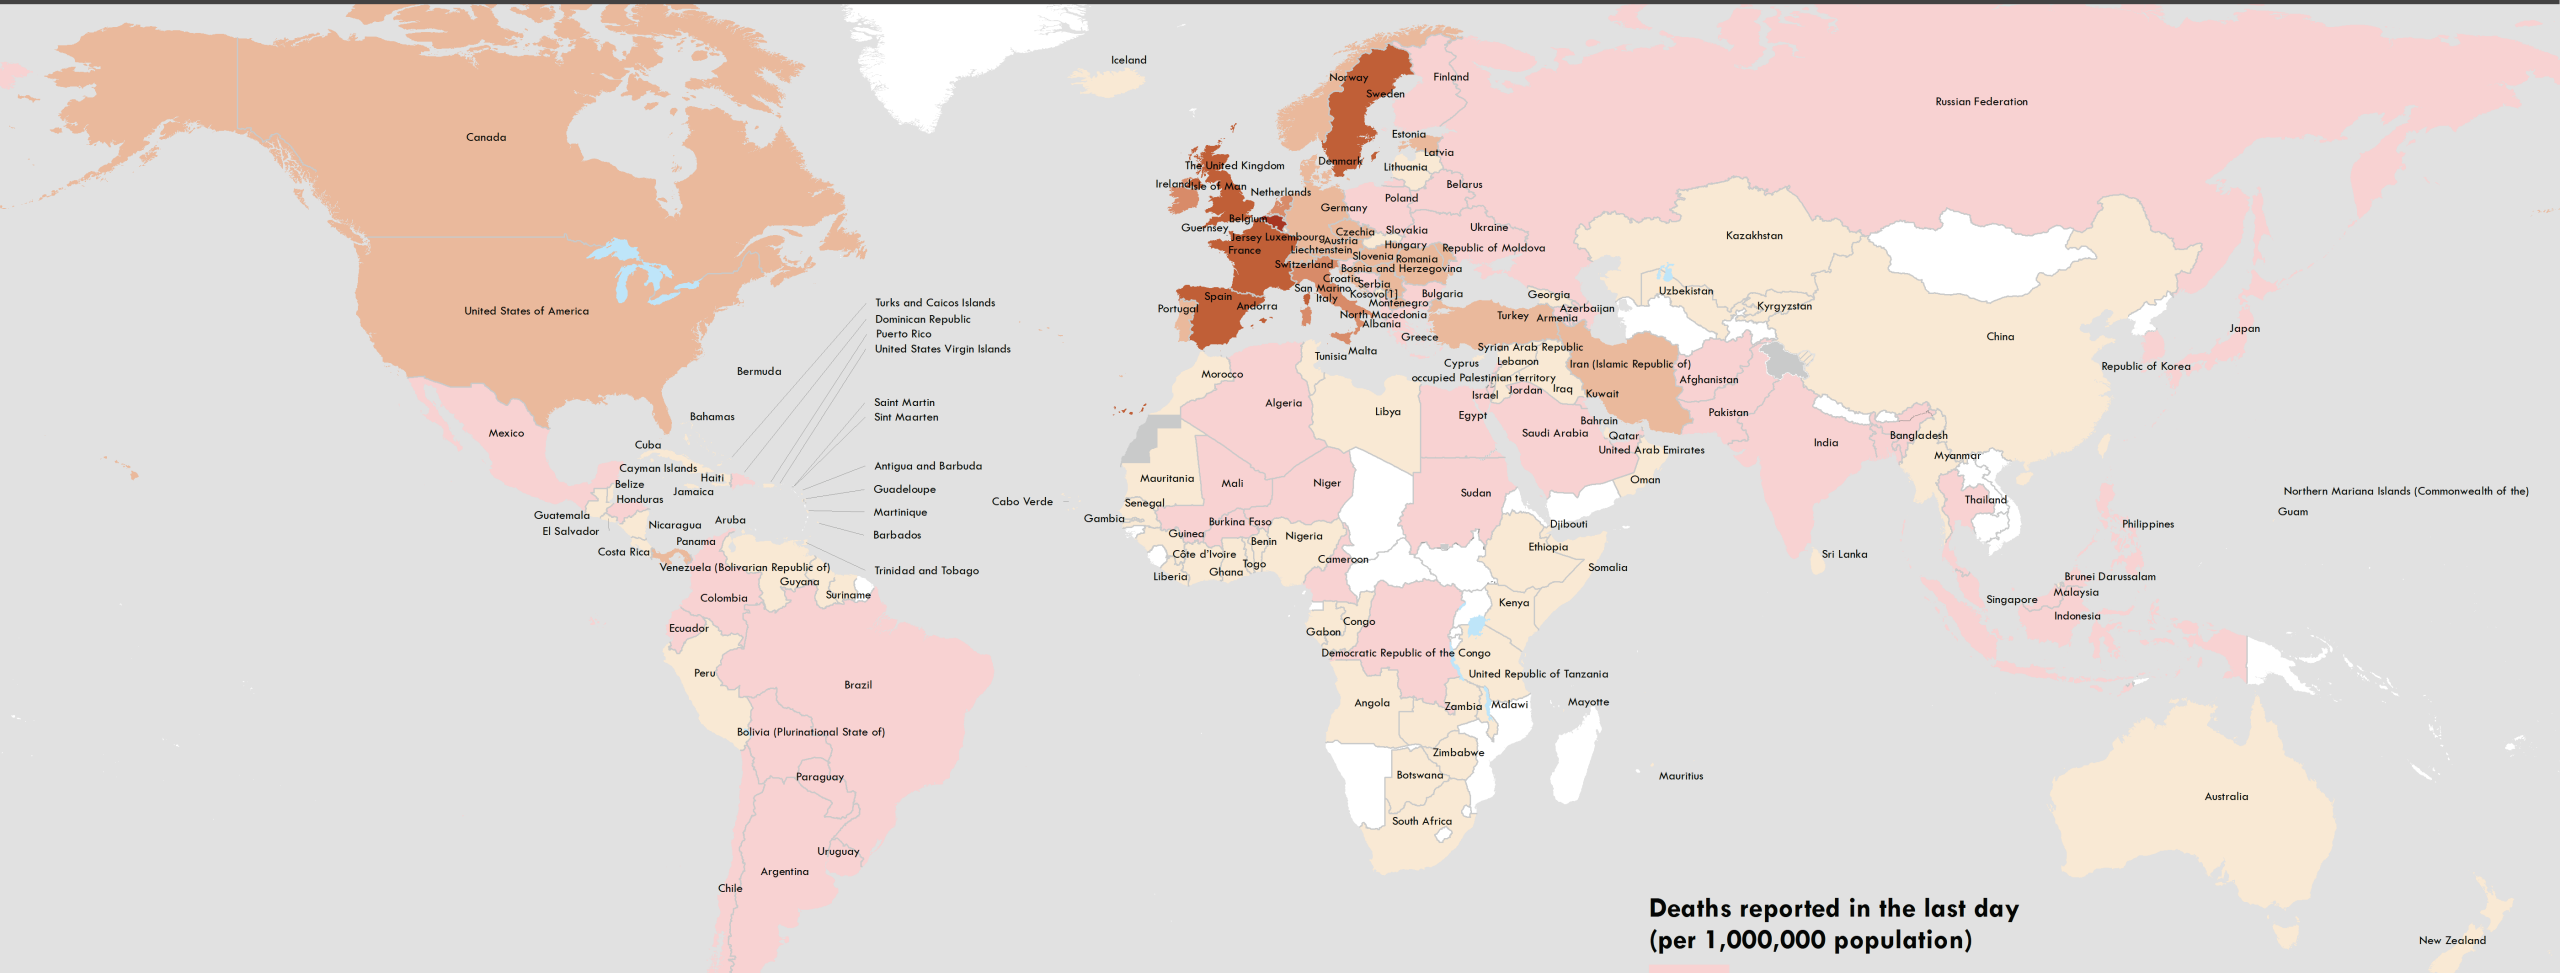 Iceland
Norway
Finland
Sweden
Russian Federation
Canada
Estonia
Latvia
The United Kingdom
Denmark
Lithuania
Ireland
Isle of Man
Netherlands
Belarus
Poland
Germany
Belgium
Guernsey
Ukraine
Czechia
Slovakia
Jersey
Luxembourg
Austria
Hungary
Republic of Moldova
Kazakhstan
France
Liechtenstein
Slovenia
Romania
Switzerland
Bosnia and Herzegovina
Croatia
Serbia
San Marino
Kosovo[1]
Bulgaria
Georgia
Uzbekistan
Spain
Italy
Montenegro
Andorra
Portugal
Azerbaijan
Kyrgyzstan
Turks and Caicos Islands
United States of America
North Macedonia
Turkey
Armenia
Dominican Republic
Albania
Japan
Puerto Rico
Greece
China
United States Virgin Islands
Syrian Arab Republic
Malta
Tunisia
Cyprus
Lebanon
Iran (Islamic Republic of)
Republic of Korea
Bermuda
Morocco
occupied Palestinian territory
Afghanistan
Israel
Jordan
Iraq
Kuwait
Saint Martin
Algeria
Libya
Egypt
Pakistan
Bahamas
Sint Maarten
Bahrain
Mexico
Saudi Arabia
Qatar
India
Bangladesh
Cuba
United Arab Emirates
Myanmar
Cayman Islands
Antigua and Barbuda
Haiti
Mauritania
Oman
Belize
Jamaica
Mali
Niger
Guadeloupe
Sudan
Northern Mariana Islands (Commonwealth of the)
Honduras
Cabo Verde
Senegal
Thailand
Guatemala
Aruba
Martinique
Gambia
Guam
Nicaragua
Burkina Faso
Djibouti
Philippines
El Salvador
Barbados
Guinea
Nigeria
Panama
Benin
Ethiopia
Costa Rica
Côte d'Ivoire
Cameroon
Sri Lanka
Venezuela (Bolivarian Republic of)
Togo
Somalia
Trinidad and Tobago
Ghana
Liberia
Brunei Darussalam
Guyana
Malaysia
Suriname
Colombia
Kenya
Singapore
Indonesia
Congo
Ecuador
Gabon
Democratic Republic of the Congo
Peru
United Republic of Tanzania
Brazil
Angola
Zambia
Malawi
Mayotte
Bolivia (Plurinational State of)
Zimbabwe
Paraguay
Botswana
Mauritius
Australia
South Africa
Uruguay
Argentina
Chile
Deaths reported in the last day
(per 1,000,000 population)
New Zealand